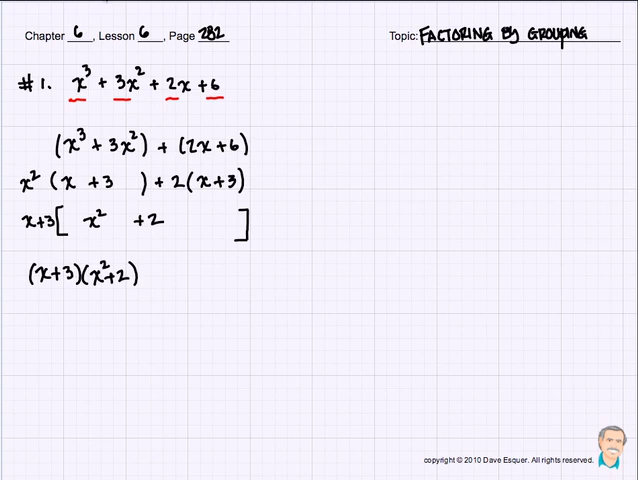 Chapter 6, Lesson 6, Page 282
Topic: FACTORING BY GROUPING
#1. x³ + 3x² + 2x + 6
(x³ + 3x²) + (2x + 6)
x² (x + 3 ) + 2(x + 3)
x+3[ x² + 2 ]
(x+3)(x²+2)
copyright © 2010 Dave Esquer. All rights reserved.